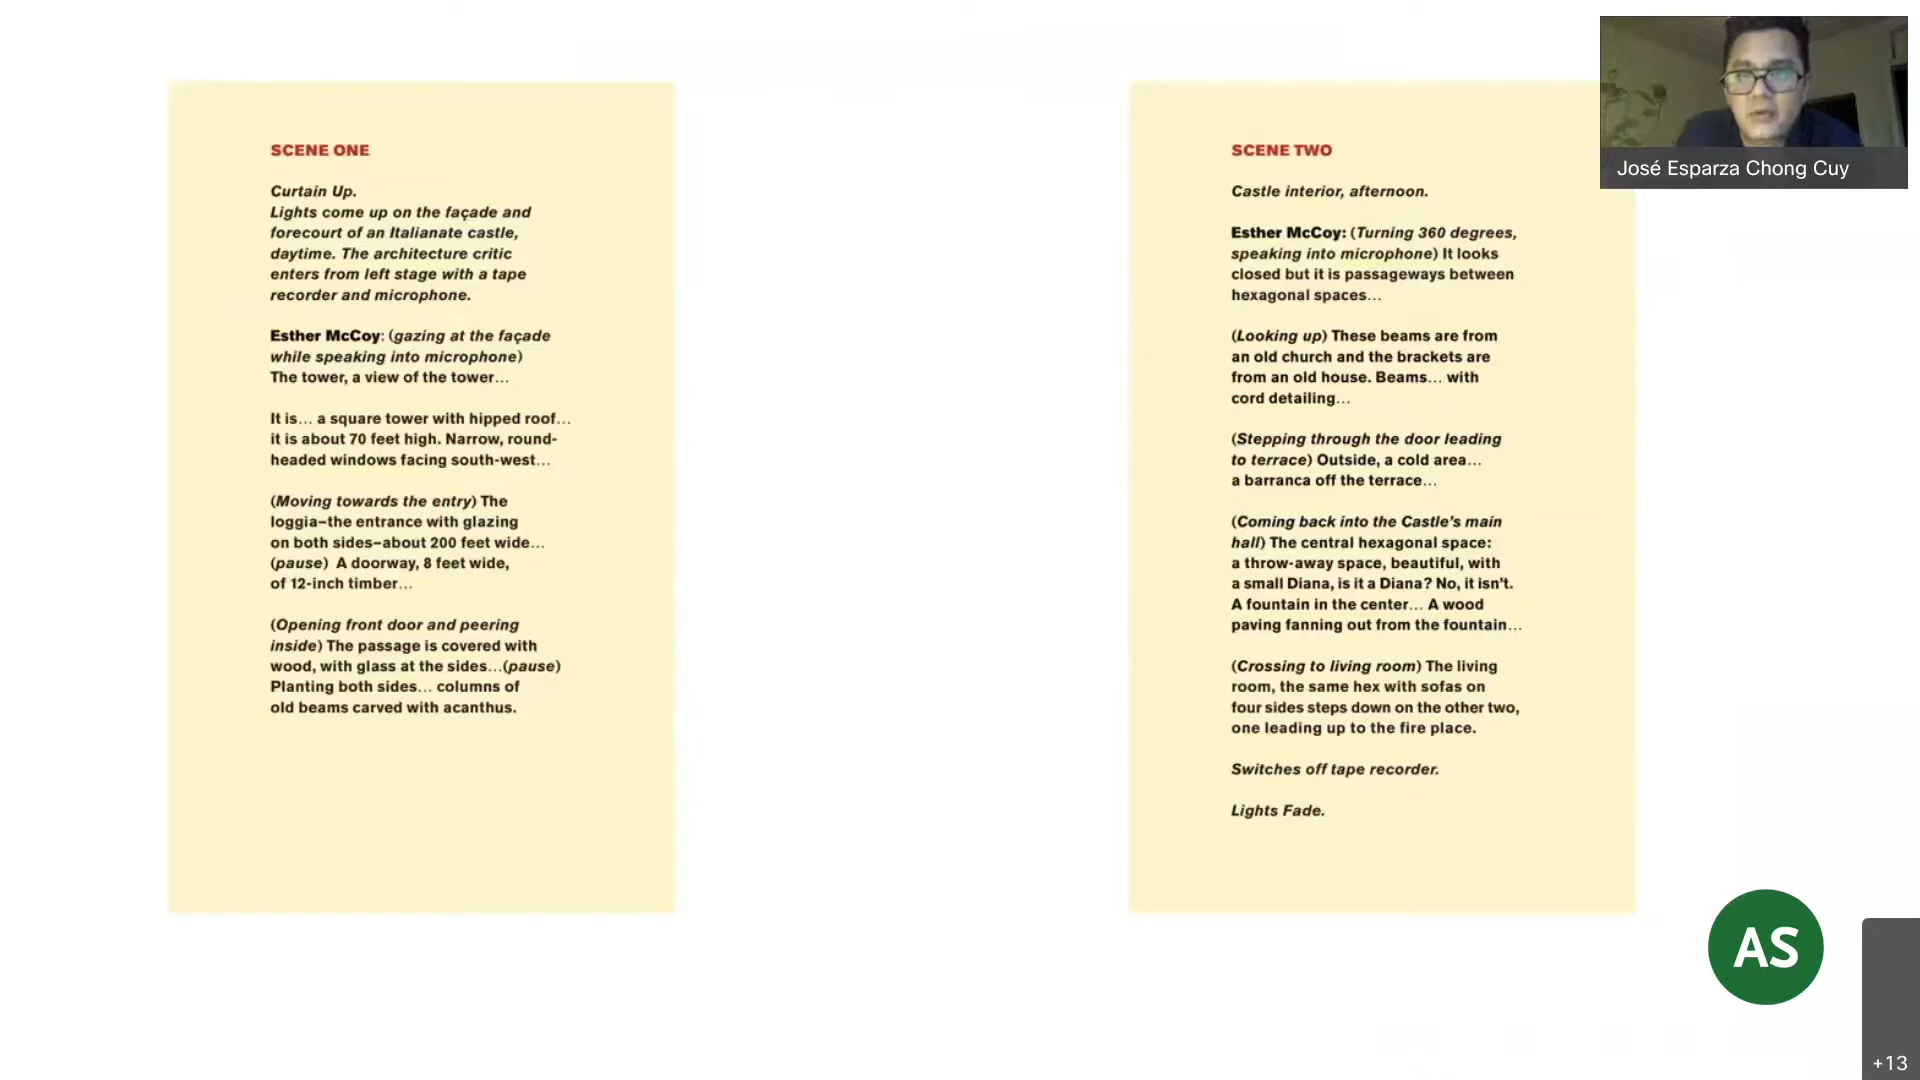 SCENE ONE
Curtain Up.
Lights come up on the façade and
forecourt of an Italianate castle,
daytime. The architecture critic
enters from left stage with a tape
recorder and microphone.
Esther McCoy: (gazing at the façade
while speaking into microphone)
The tower, a view of the tower…
It is… a square tower with hipped roof…
it is about 70 feet high. Narrow, round-
headed windows facing south-west…
(Moving towards the entry) The
loggia–the entrance with glazing
on both sides–about 200 feet wide…
(pause) A doorway, 8 feet wide,
of 12-inch timber…
(Opening front door and peering
inside) The passage is covered with
wood, with glass at the sides…(pause)
Planting both sides… columns of
old beams carved with acanthus.
SCENE TWO
Castle interior, afternoon.
Esther McCoy: (Turning 360 degrees,
speaking into microphone) It looks
closed but it is passageways between
hexagonal spaces…
(Looking up) These beams are from
an old church and the brackets are
from an old house. Beams… with
cord detailing…
(Stepping through the door leading
to terrace) Outside, a cold area…
a barranca off the terrace…
(Coming back into the Castle’s main
hall) The central hexagonal space:
a throw-away space, beautiful, with
a small Diana, is it a Diana? No, it isn’t.
A fountain in the center… A wood
paving fanning out from the fountain…
(Crossing to living room) The living
room, the same hex with sofas on
four sides steps down on the other two,
one leading up to the fire place.
Switches off tape recorder.
Lights Fade.
José Esparza Chong Cuy
AS
+13